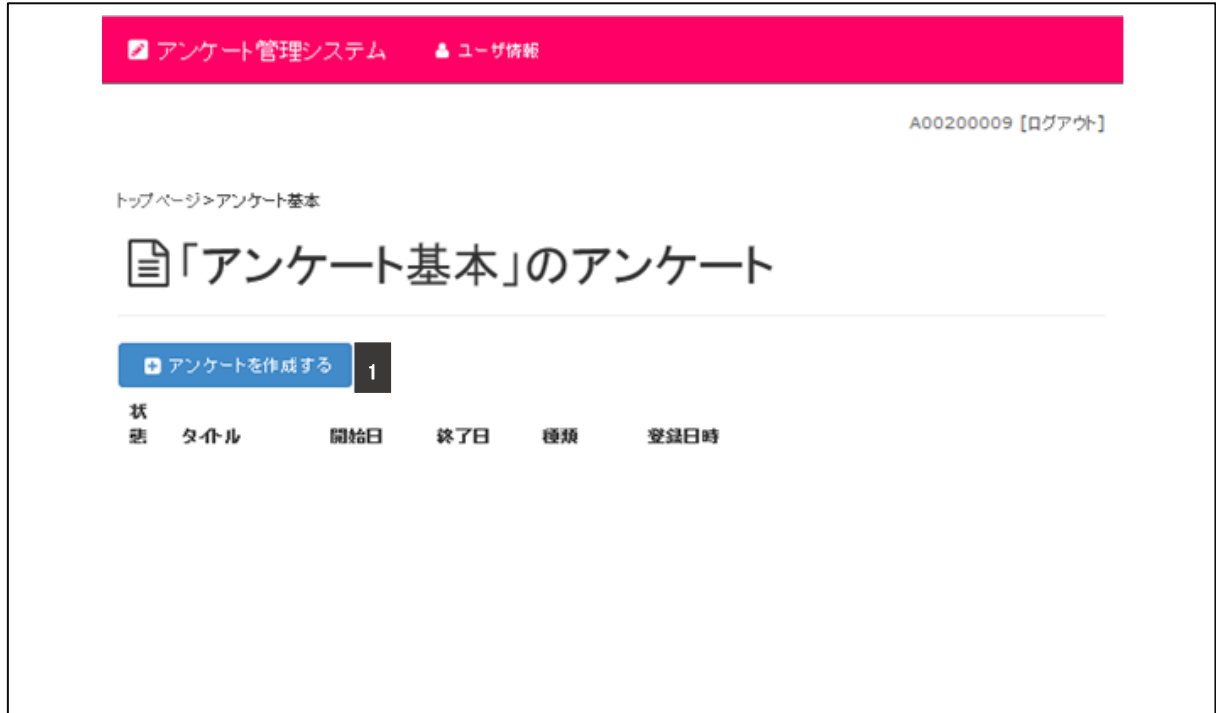 アンケート管理システム ユーザ情報
A00200009 [ログアウト]
トップページ>アンケート基本
「アンケート基本」のアンケート
アンケートを作成する 1
状態 タイトル 開始日 終了日 種類 登録日時